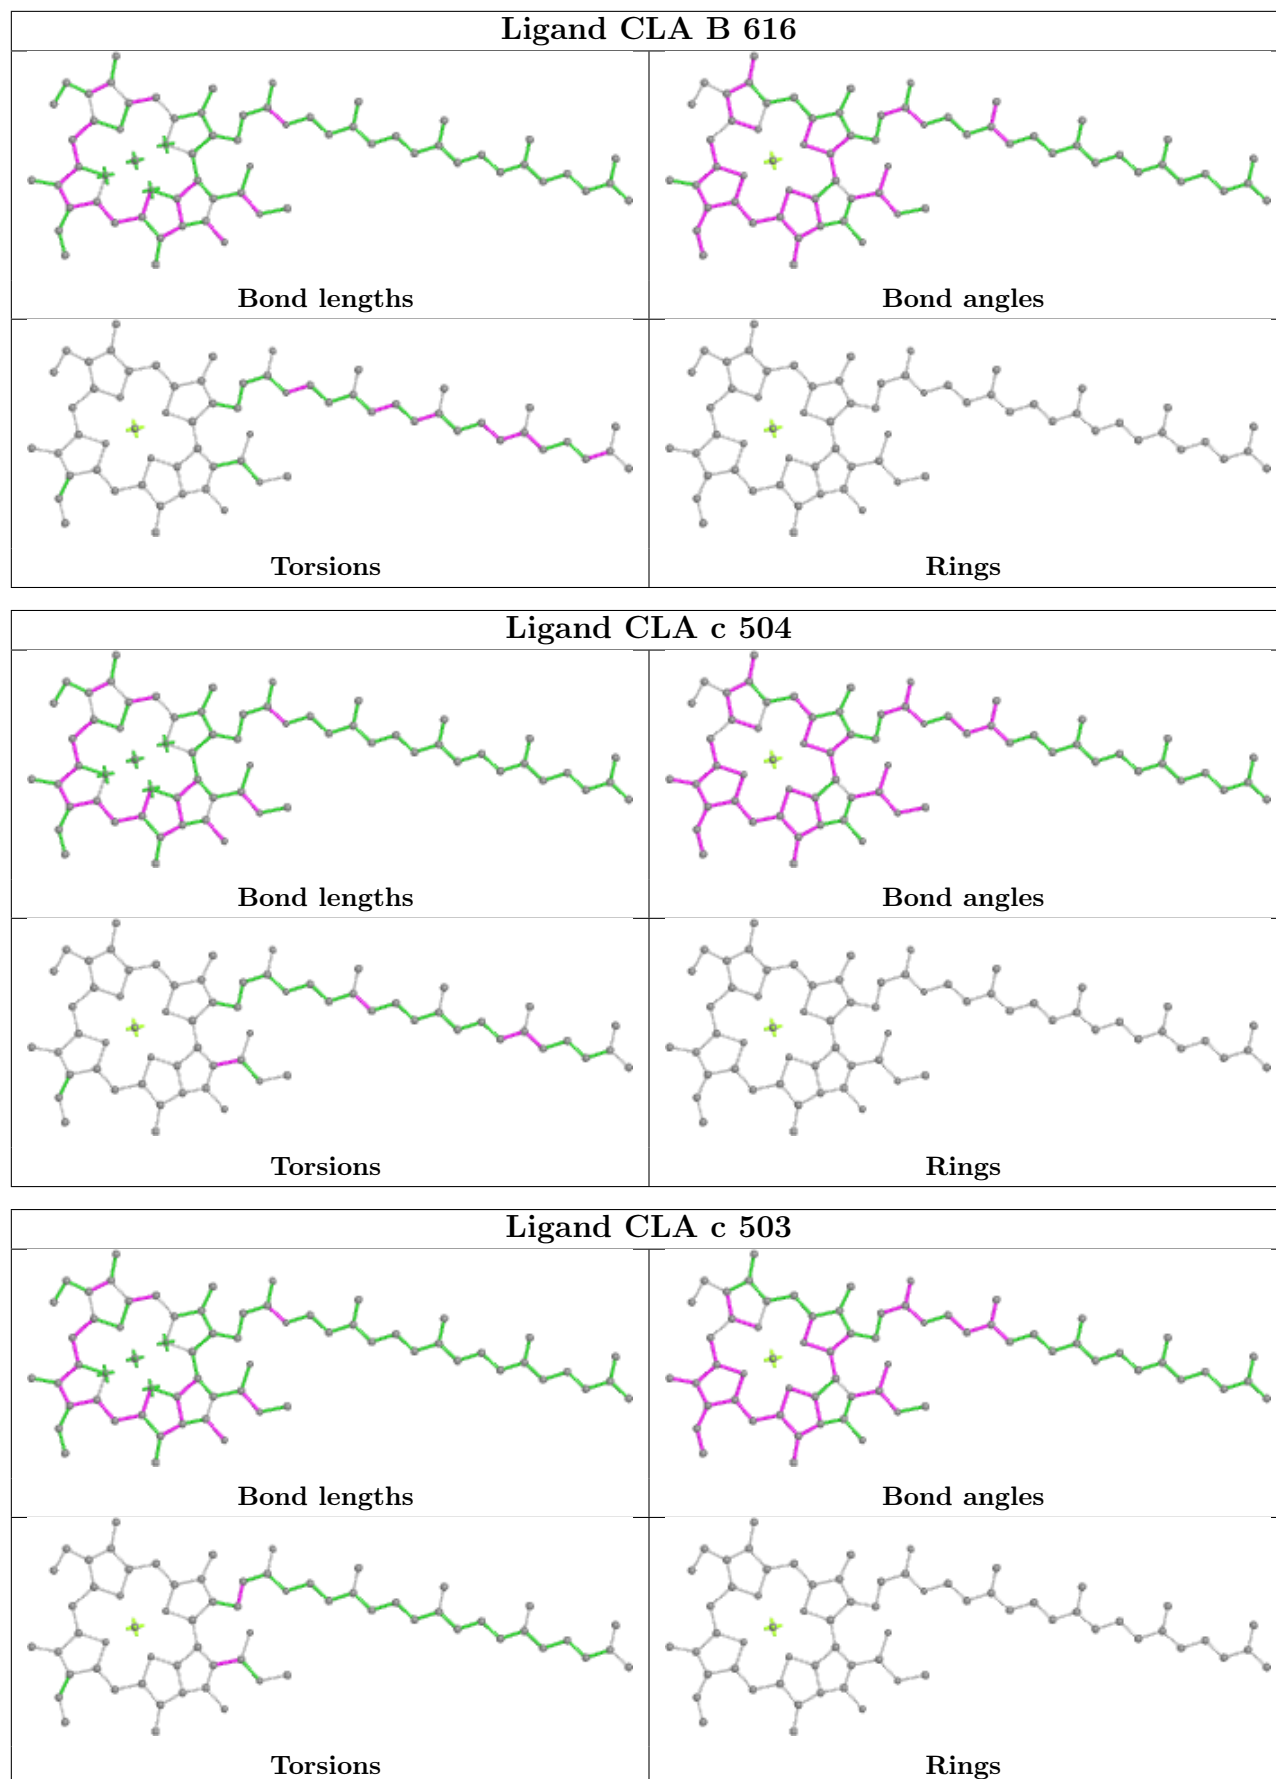 Ligand CLA B 616
Bond lengths
Bond angles
Torsions
Rings
Ligand CLA c 504
Bond lengths
Bond angles
Torsions
Rings
Ligand CLA c 503
Bond lengths
Bond angles
Torsions
Rings